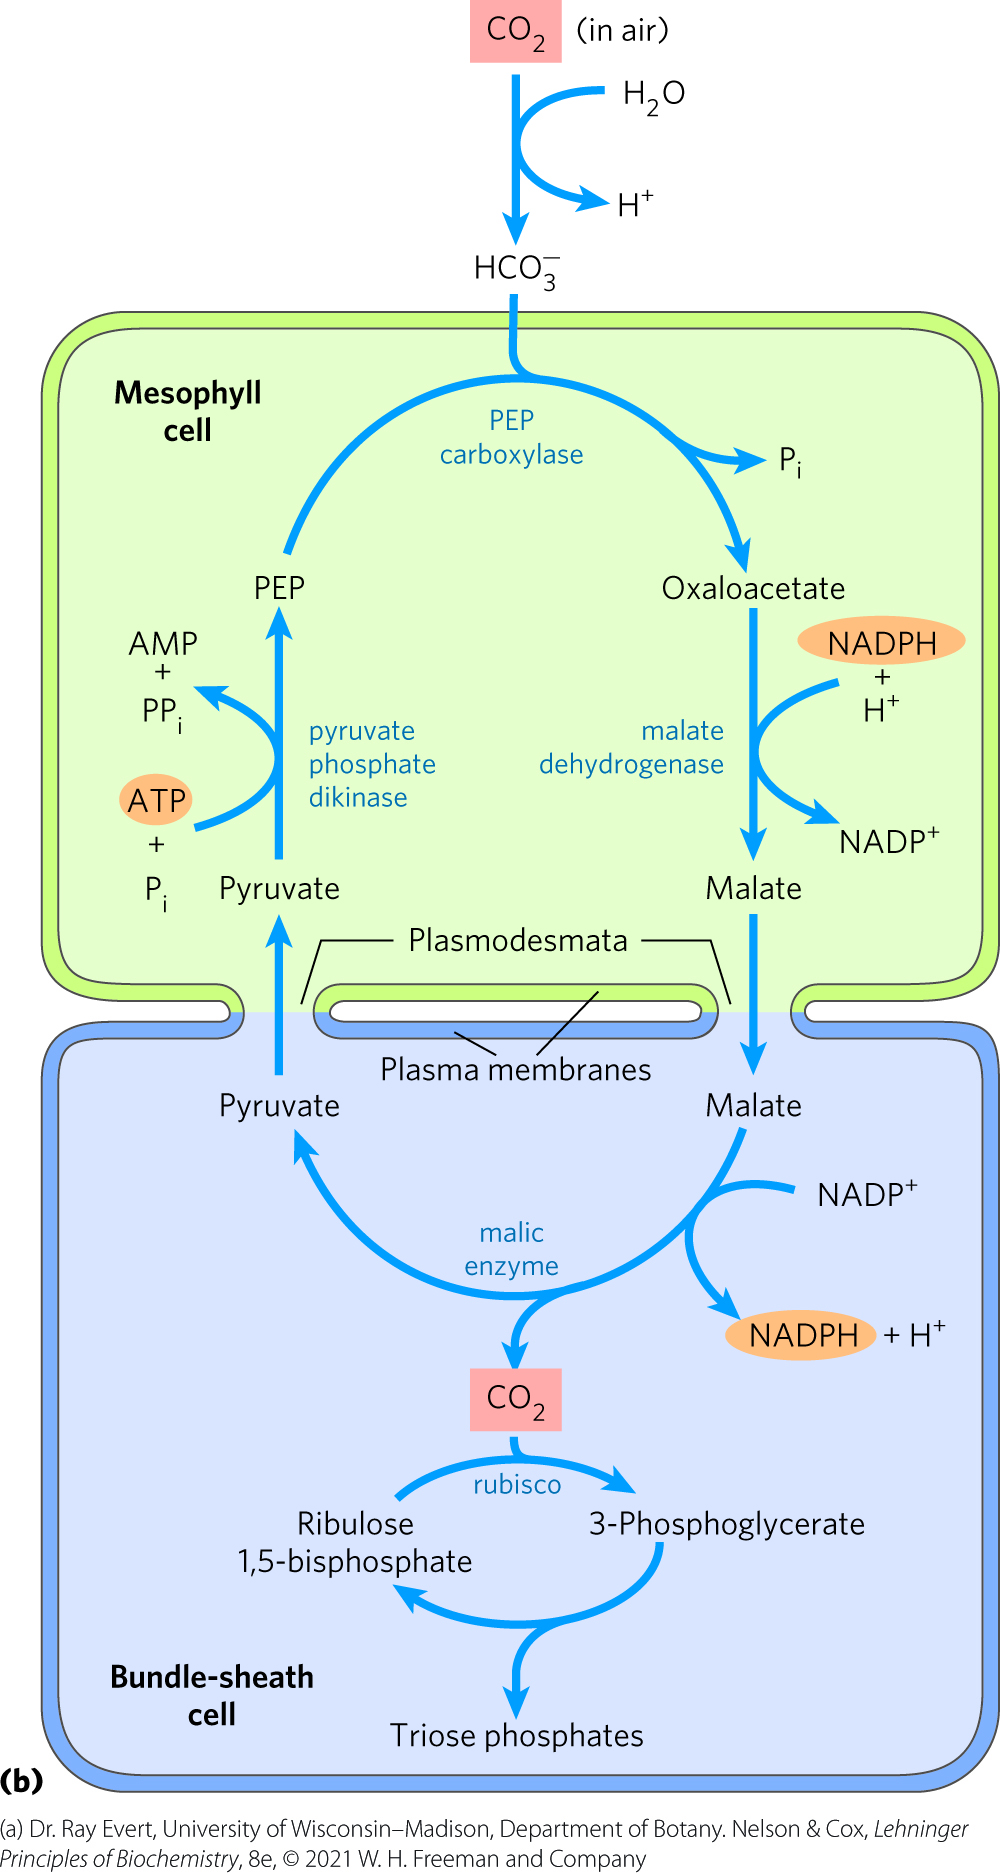 CO₂ (in air)
H₂O
H⁺
HCO₃⁻
Mesophyll
cell
PEP
carboxylase
Pᵢ
PEP
Oxaloacetate
AMP
+
PPᵢ
NADPH
+
H⁺
pyruvate
phosphate
dikinase
malate
dehydrogenase
ATP
+
Pᵢ
NADP⁺
Pyruvate
Malate
Plasmodesmata
Plasma membranes
Pyruvate
Malate
NADP⁺
malic
enzyme
NADPH + H⁺
CO₂
rubisco
Ribulose
1,5-bisphosphate
3-Phosphoglycerate
Bundle-sheath
cell
Triose phosphates
(b)
(a) Dr. Ray Evert, University of Wisconsin–Madison, Department of Botany. Nelson & Cox, Lehninger
Principles of Biochemistry, 8e, © 2021 W. H. Freeman and Company